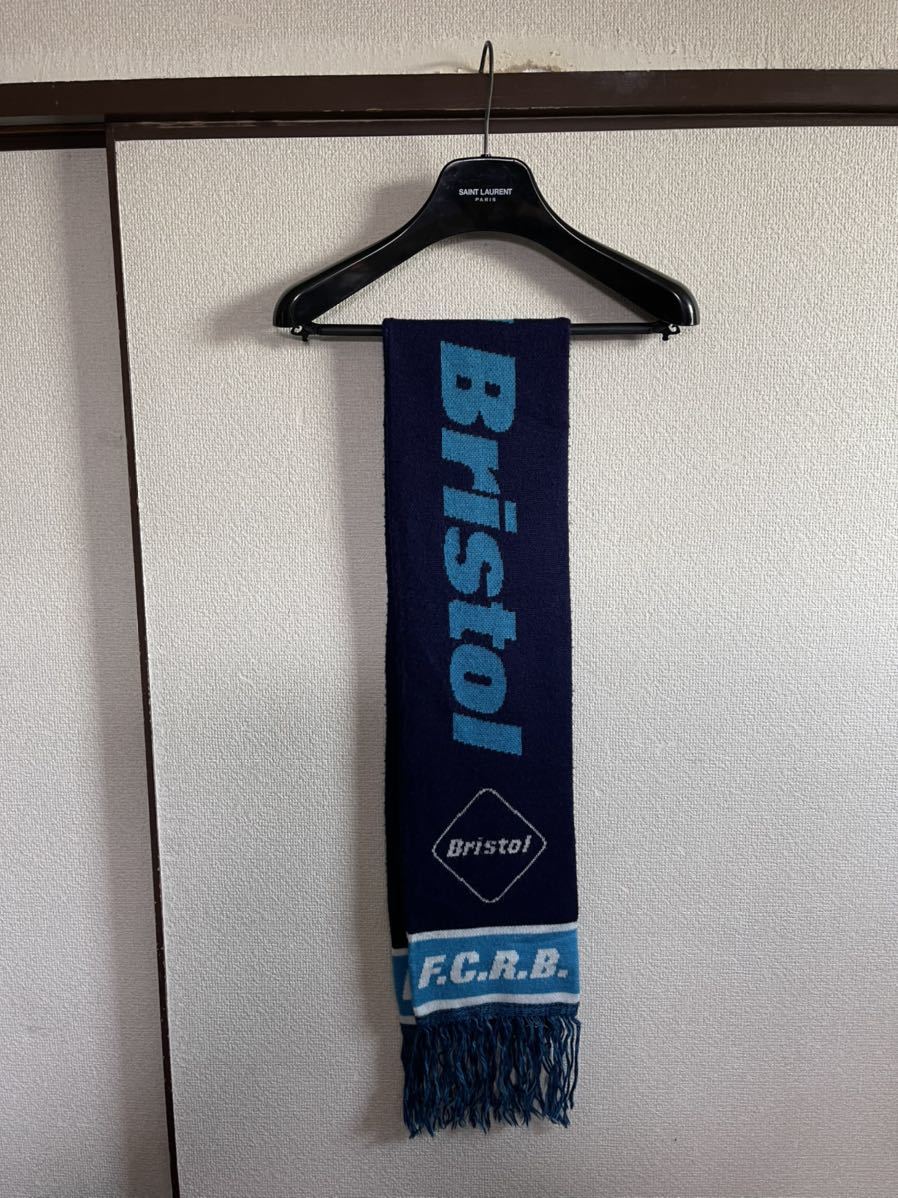 SAINT LAURENT
PARIS
Bristol
Bristol
F.C.R.B.